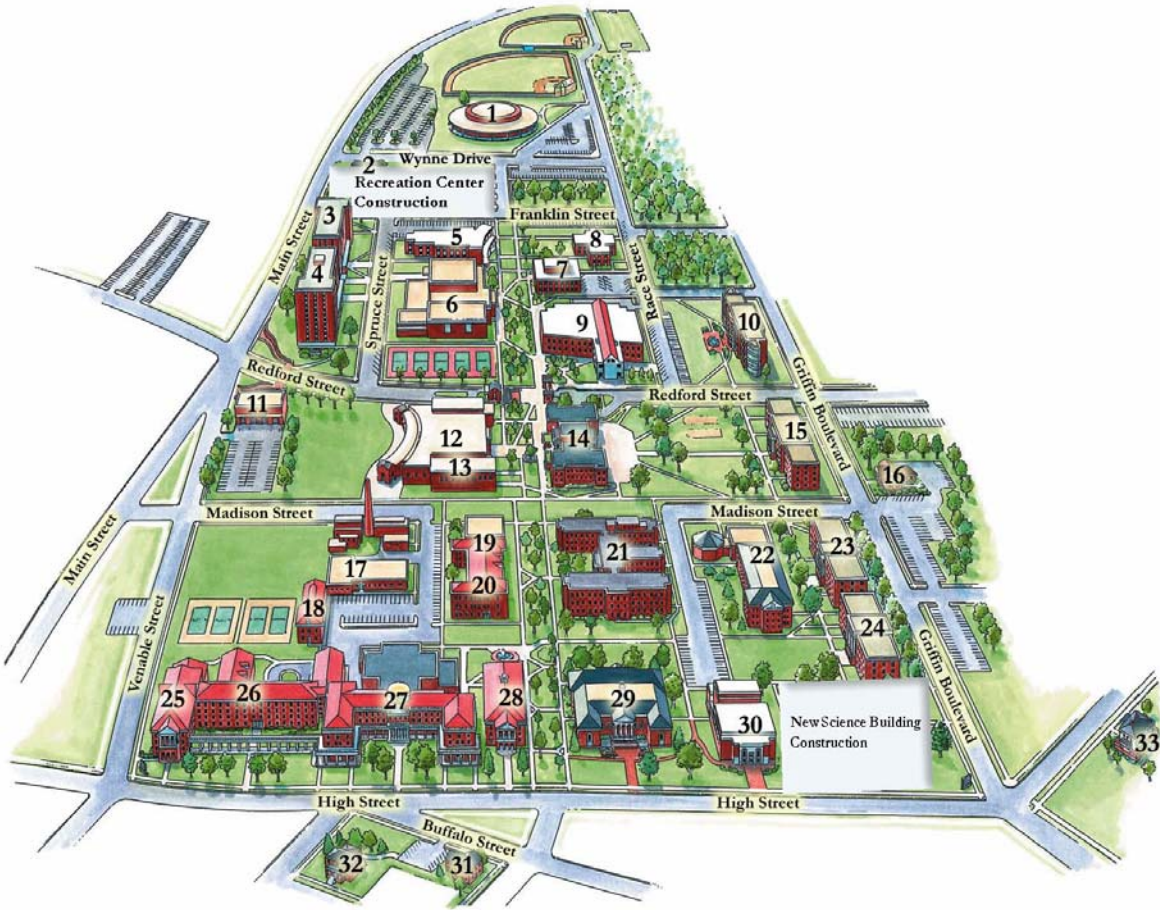 1
Wynne Drive
2
Recreation Center
Construction
3
Main Street
Franklin Street
4
5
8
7
Race Street
Spruce Street
6
9
10
Redford Street
Redford Street
Griffin Boulevard
11
12
13
14
15
16
Madison Street
Madison Street
Main Street
17
18
19
20
21
22
23
24
Venable Street
Griffin Boulevard
25
26
27
28
29
30
New Science Building
Construction
33
High Street
High Street
Buffalo Street
32
31